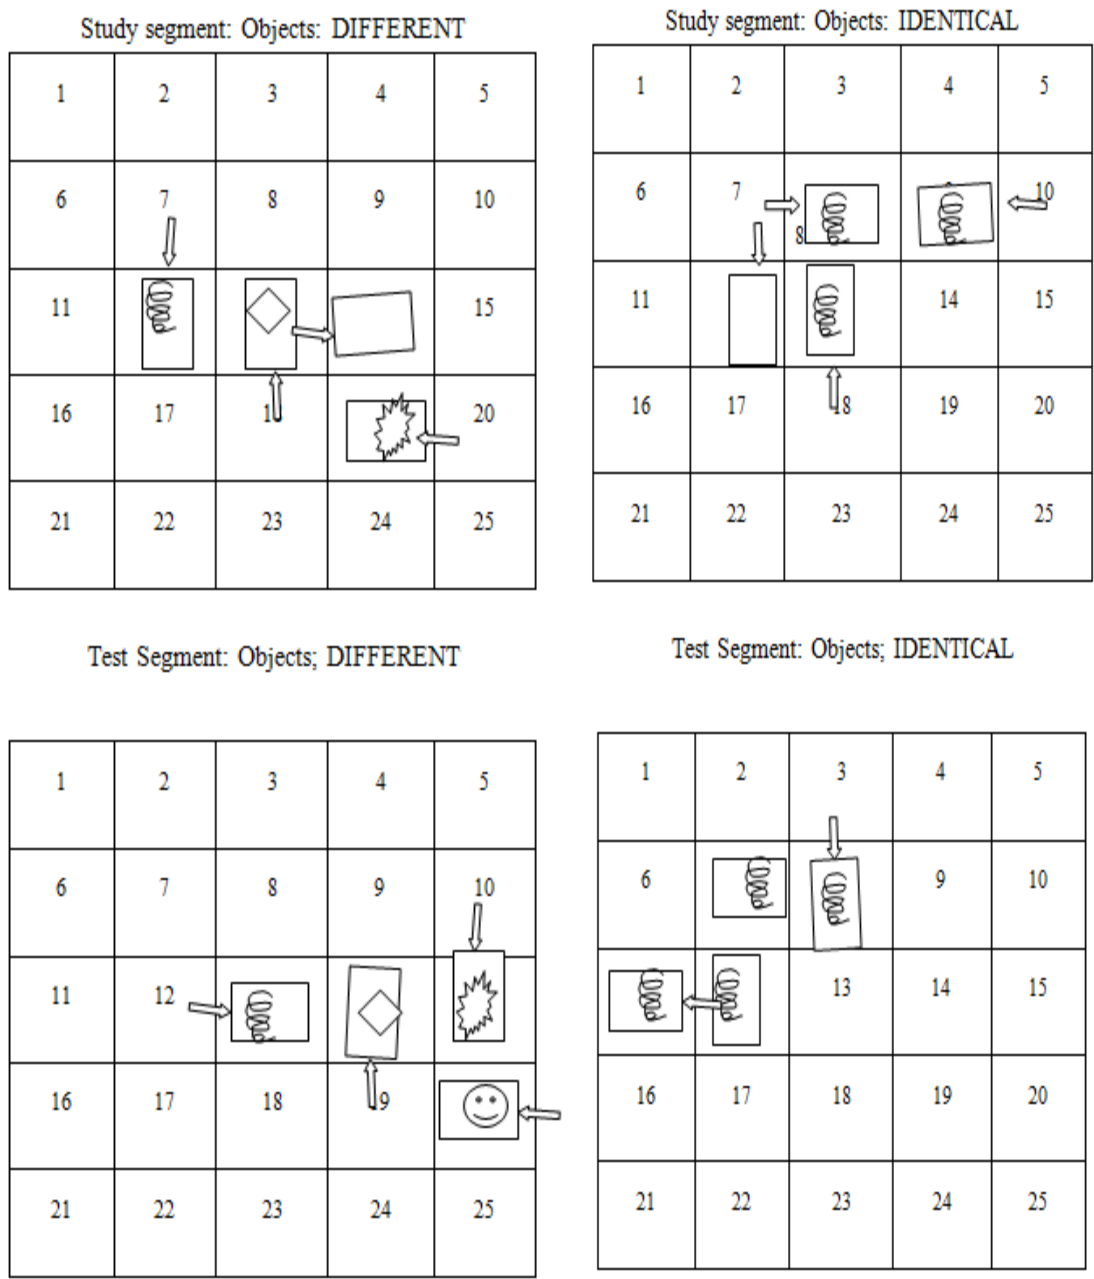 Study segment: Objects: DIFFERENT
1 2 3 4 5
6 7 8 9 10
11 15
16 17 20
21 22 23 24 25
Study segment: Objects: IDENTICAL
1 2 3 4 5
6 7 8 10
11 14 15
16 17 18 19 20
21 22 23 24 25
Test Segment: Objects; DIFFERENT
1 2 3 4 5
6 7 8 9 10
11 12
16 17 18 19
21 22 23 24 25
Test Segment: Objects; IDENTICAL
1 2 3 4 5
6 9 10
13 14 15
16 17 18 19 20
21 22 23 24 25